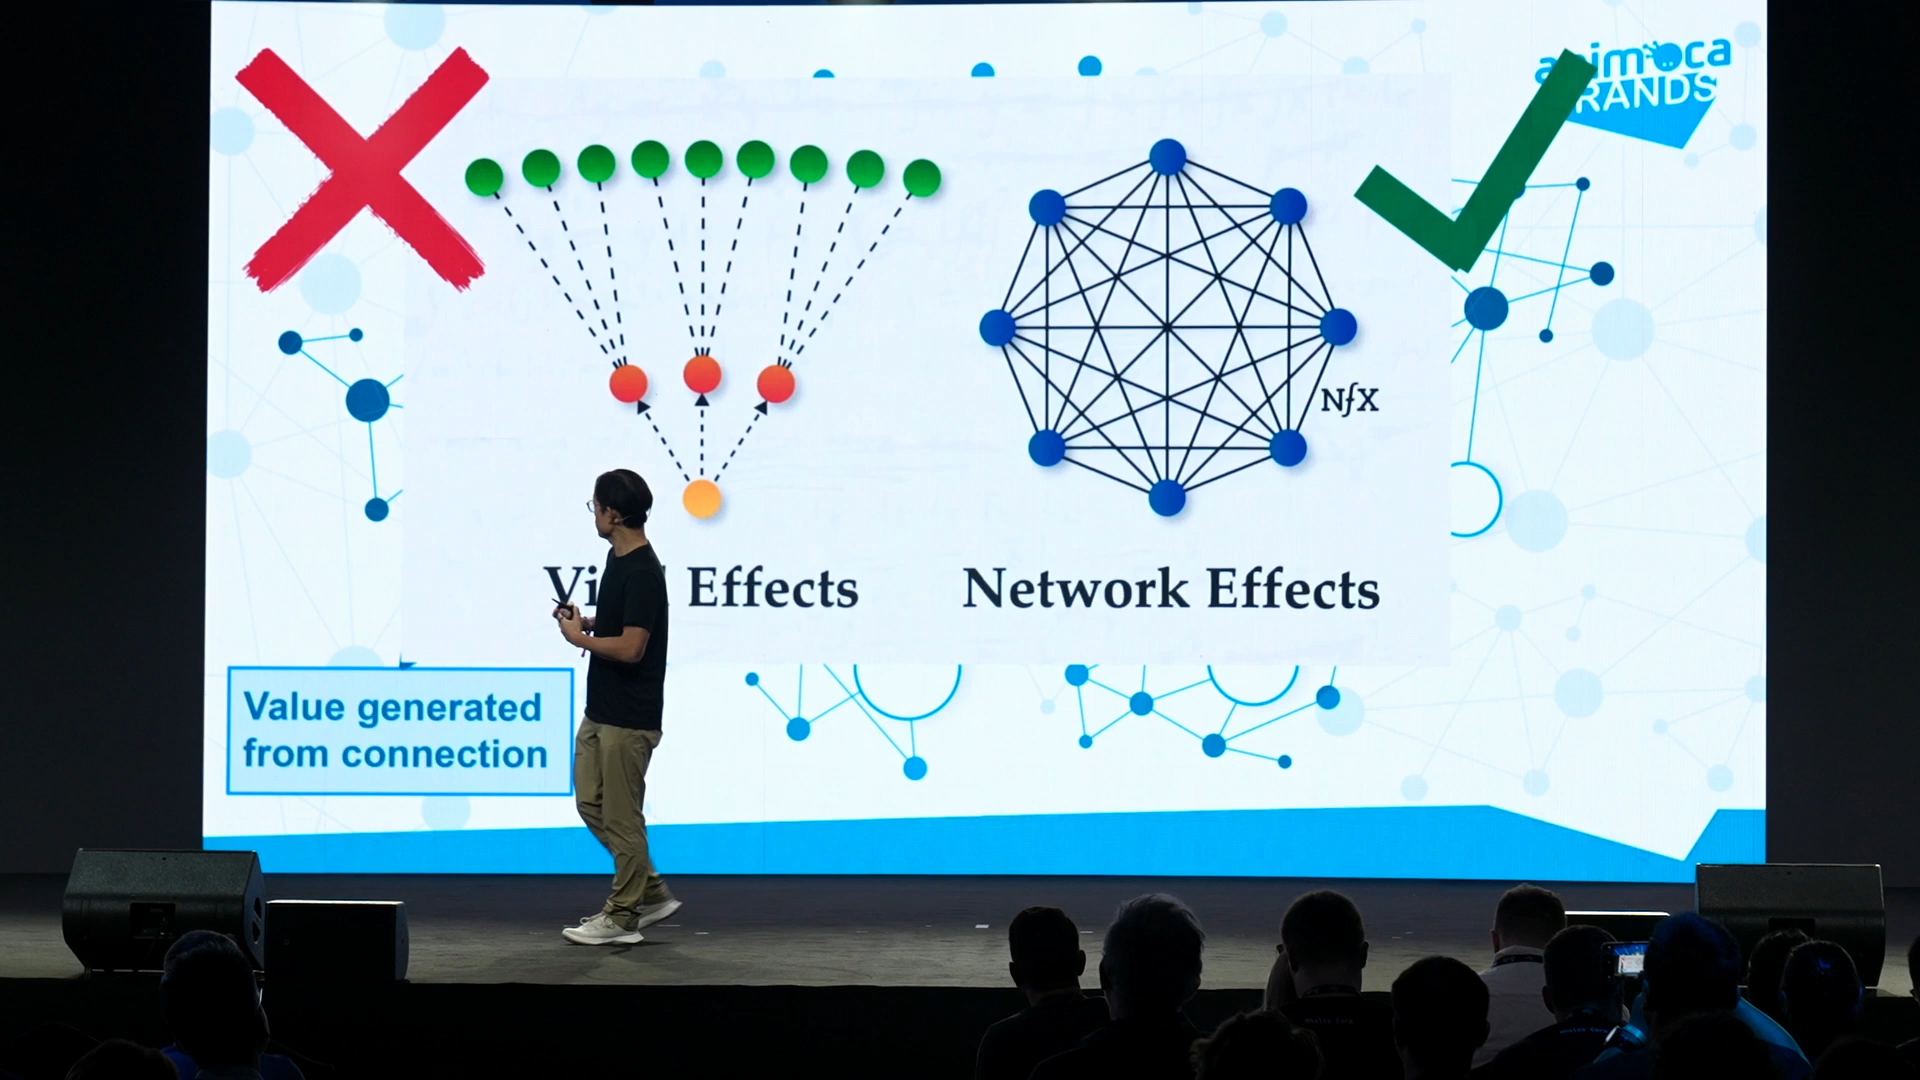 animoca
BRANDS
NfX
Effects
Network Effects
Value generated
from connection